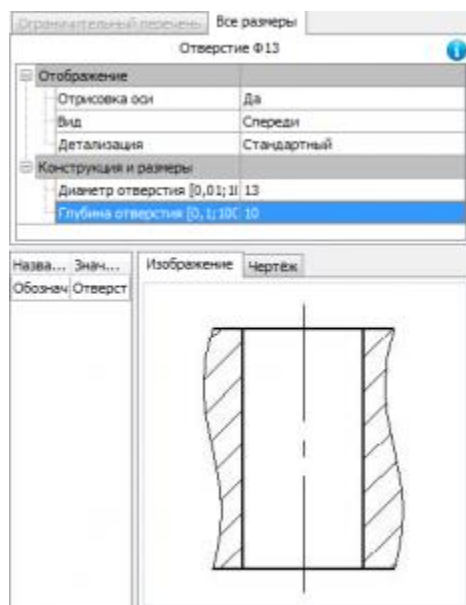 Ограничительный перечень Все размеры
Отверстие Ф13
Отображение
Отрисовка оси Да
Вид Спереди
Детализация Стандартный
Конструкция и размеры
Диаметр отверстия [0,01;1 13
Глубина отверстия [0,1;100 10
Назва... Знач...
Изображение Чертёж
Обознач Отверст